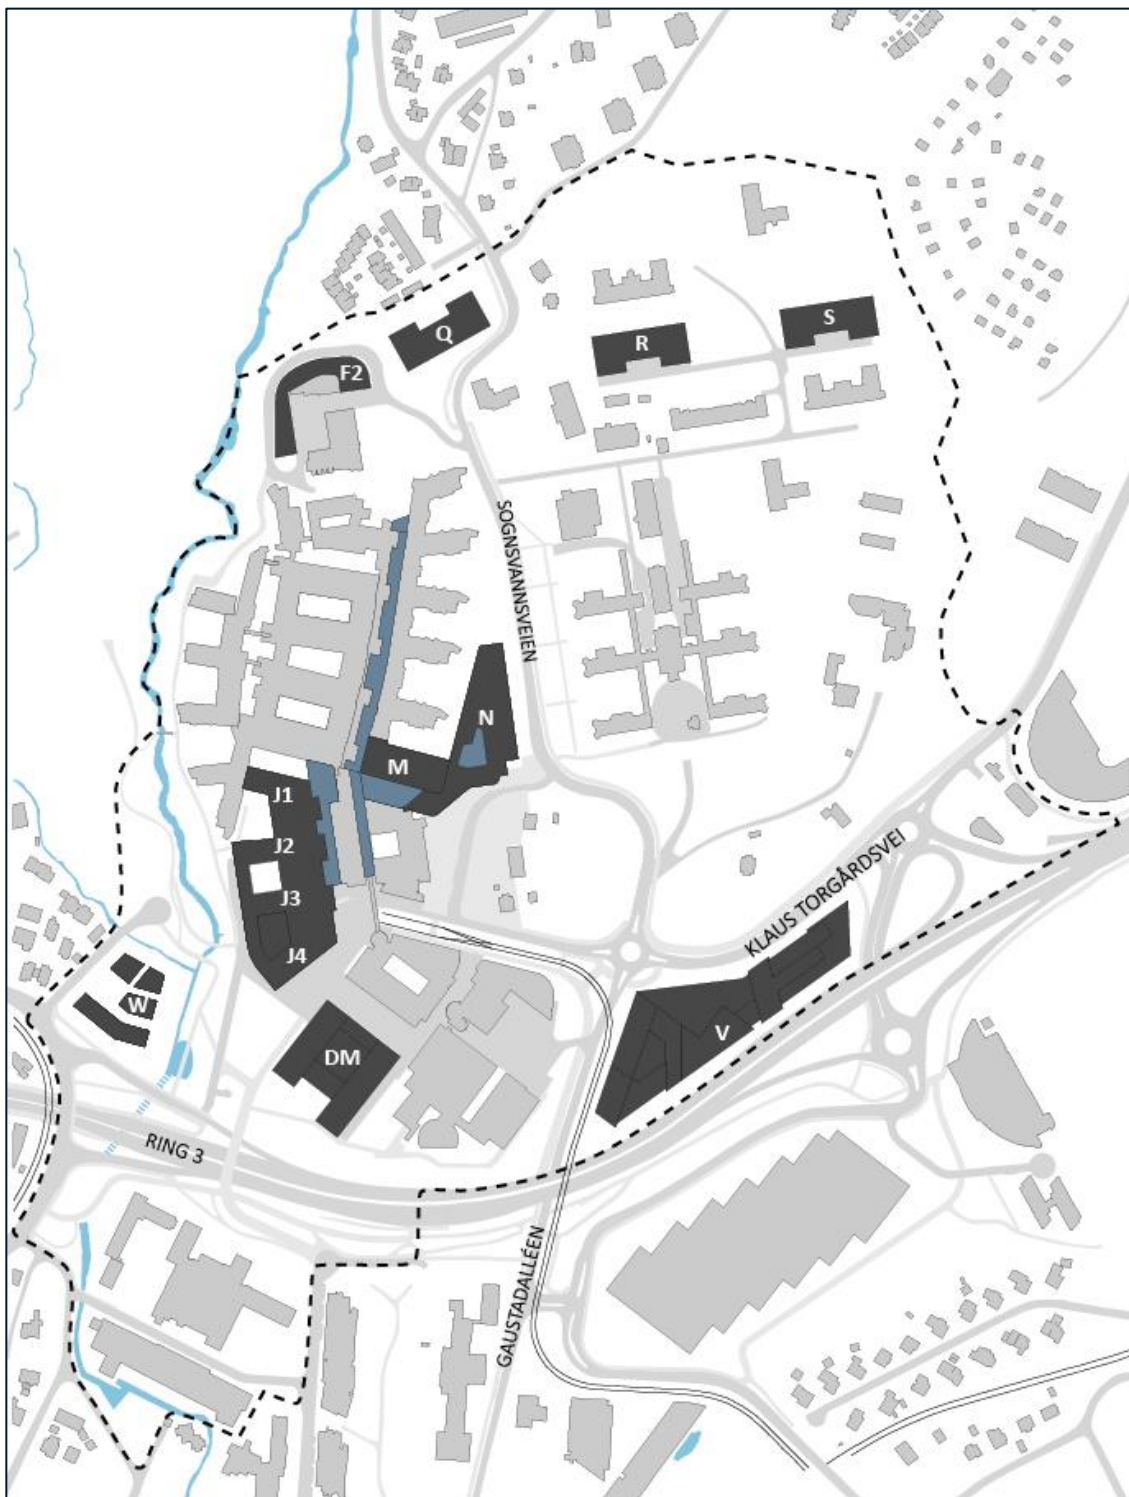 Q
S
R
F2
SOGNSVANNSVEIEN
N
M
J1
J2
J3
J4
KLAUS TORGÅRDSVEI
W
V
DM
RING 3
GAUSTADALLÉEN